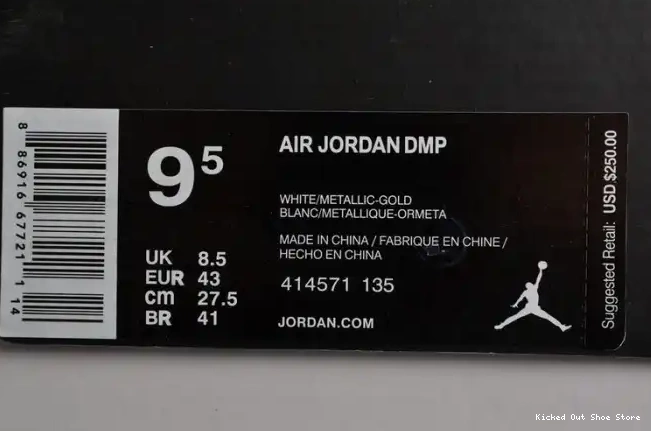 8 86916 67721 1 14
9 5
UK 8.5
EUR 43
cm 27.5
BR 41
AIR JORDAN DMP
WHITE/METALLIC-GOLD
BLANC/METALLIQUE-ORMETA
MADE IN CHINA / FABRIQUE EN CHINE /
HECHO EN CHINA
414571 135
JORDAN.COM
Suggested Retail: USD $250.00
Kicked Out Shoe Store